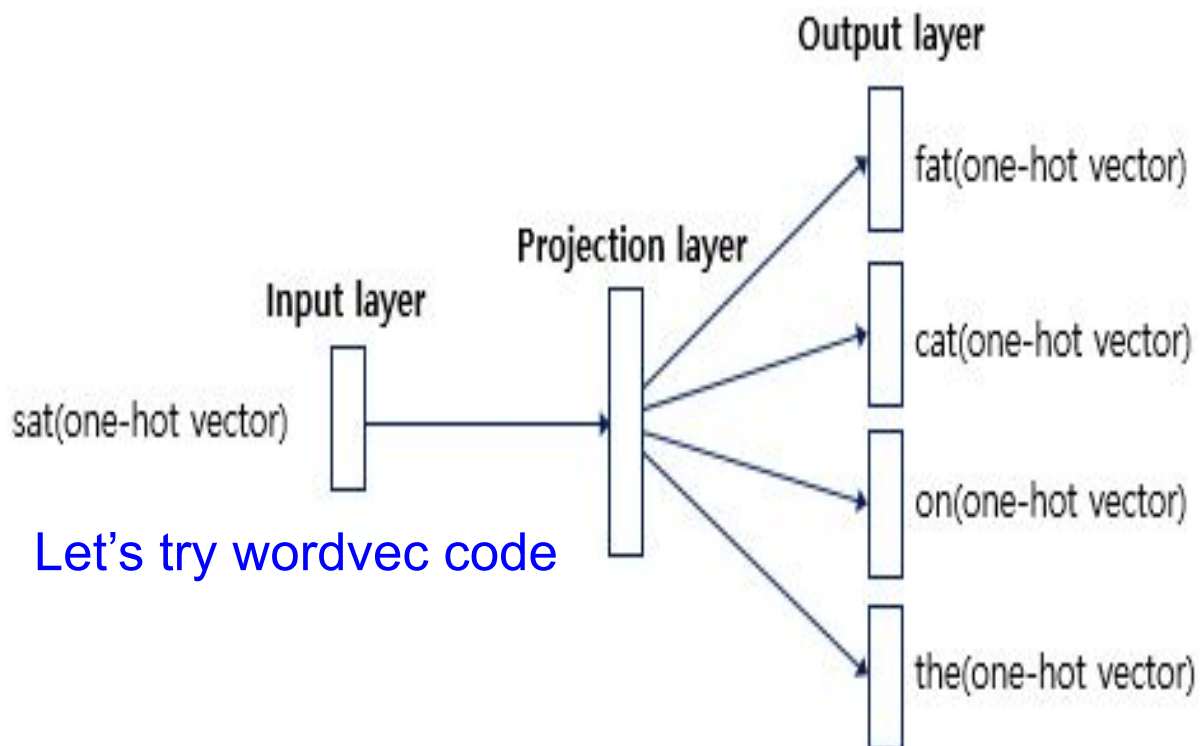 Output layer
fat(one-hot vector)
Projection layer
Input layer
cat(one-hot vector)
sat(one-hot vector)
on(one-hot vector)
Let’s try wordvec code
the(one-hot vector)